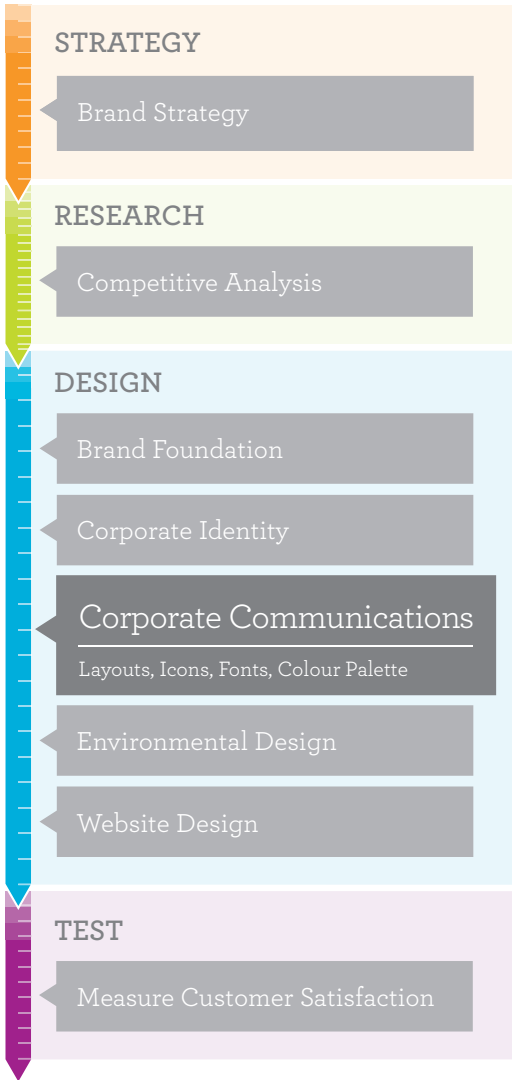 STRATEGY
Brand Strategy
RESEARCH
Competitive Analysis
DESIGN
Brand Foundation
Corporate Identity
Corporate Communications
Layouts, Icons, Fonts, Colour Palette
Environmental Design
Website Design
TEST
Measure Customer Satisfaction